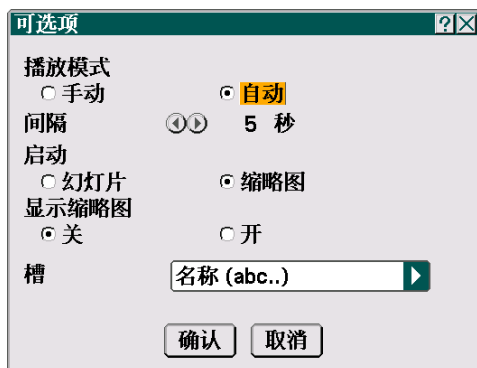 可选项
播放模式
手动 自动
间隔 5 秒
启动
幻灯片 缩略图
显示缩略图
关 开
槽 名称 (abc..)
确认 取消